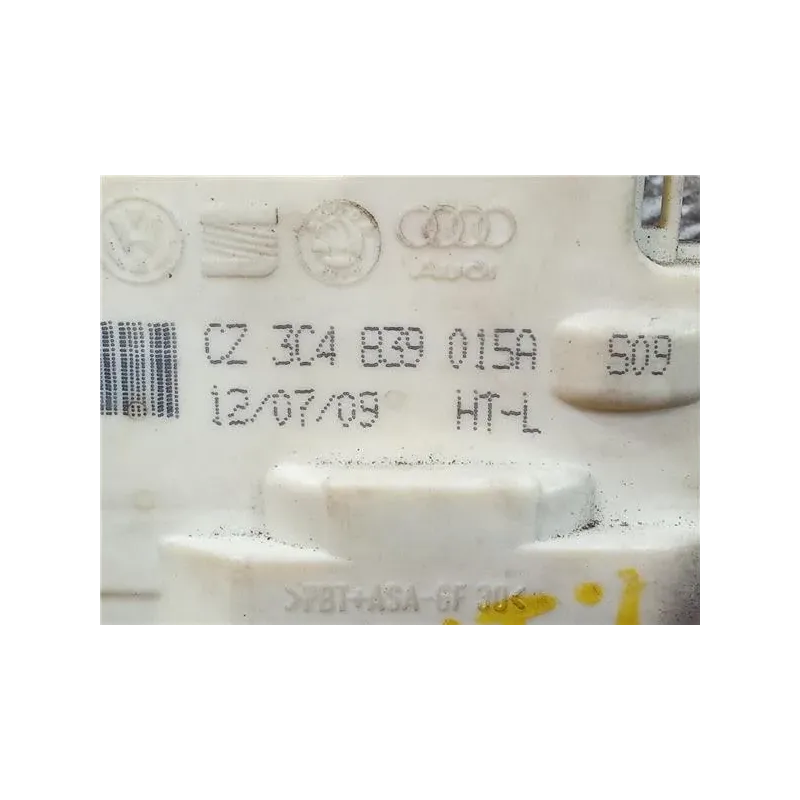 Audi
CZ 3C4 839 015A 509
12/07/09 HT-L
>PBT+ASA-GF 30<